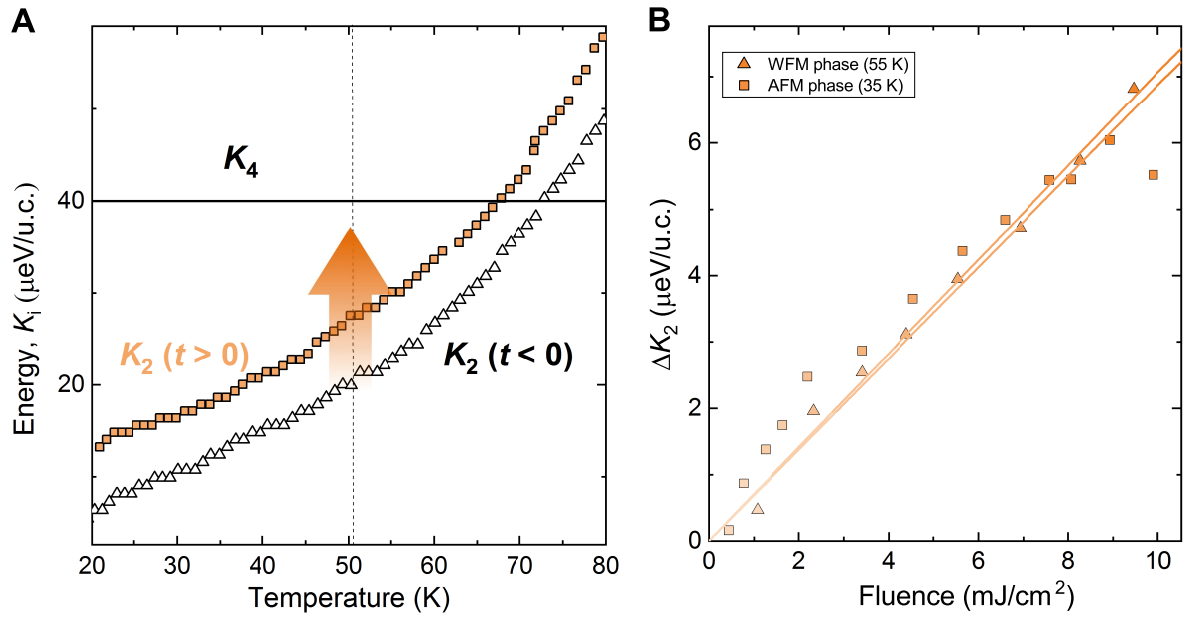 A
Energy, Kᵢ (μeV/u.c.)
40
20
K₄
K₂ (t > 0)
K₂ (t < 0)
20 30 40 50 60 70 80
Temperature (K)
B
WFM phase (55 K)
AFM phase (35 K)
ΔK₂ (μeV/u.c.)
6
4
2
0
0 2 4 6 8 10
Fluence (mJ/cm²)